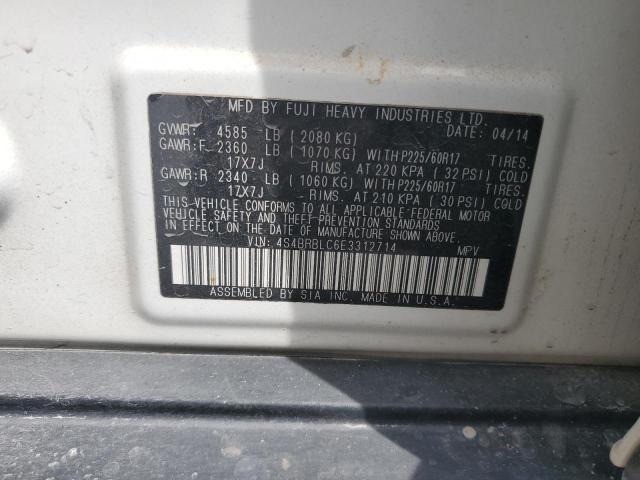 MFD BY FUJI HEAVY INDUSTRIES LTD.
DATE: 04/14
GVWR: 4585 LB ( 2080 KG)
GAWR:F 2360 LB ( 1070 KG) WITH P225/60R17 TIRES.
17X7J RIMS. AT 220 KPA ( 32 PSI) COLD
GAWR:R 2340 LB ( 1060 KG) WITH P225/60R17 TIRES.
17X7J RIMS. AT 210 KPA ( 30 PSI) COLD
THIS VEHICLE CONFORMS TO ALL APPLICABLE FEDERAL MOTOR
VEHICLE SAFETY AND THEFT PREVENTION STANDARDS
IN EFFECT ON THE DATE OF MANUFACTURE SHOWN ABOVE.
VIN: 4S4BRBLC6E3312714 MPV
ASSEMBLED BY SIA INC. MADE IN U.S.A.